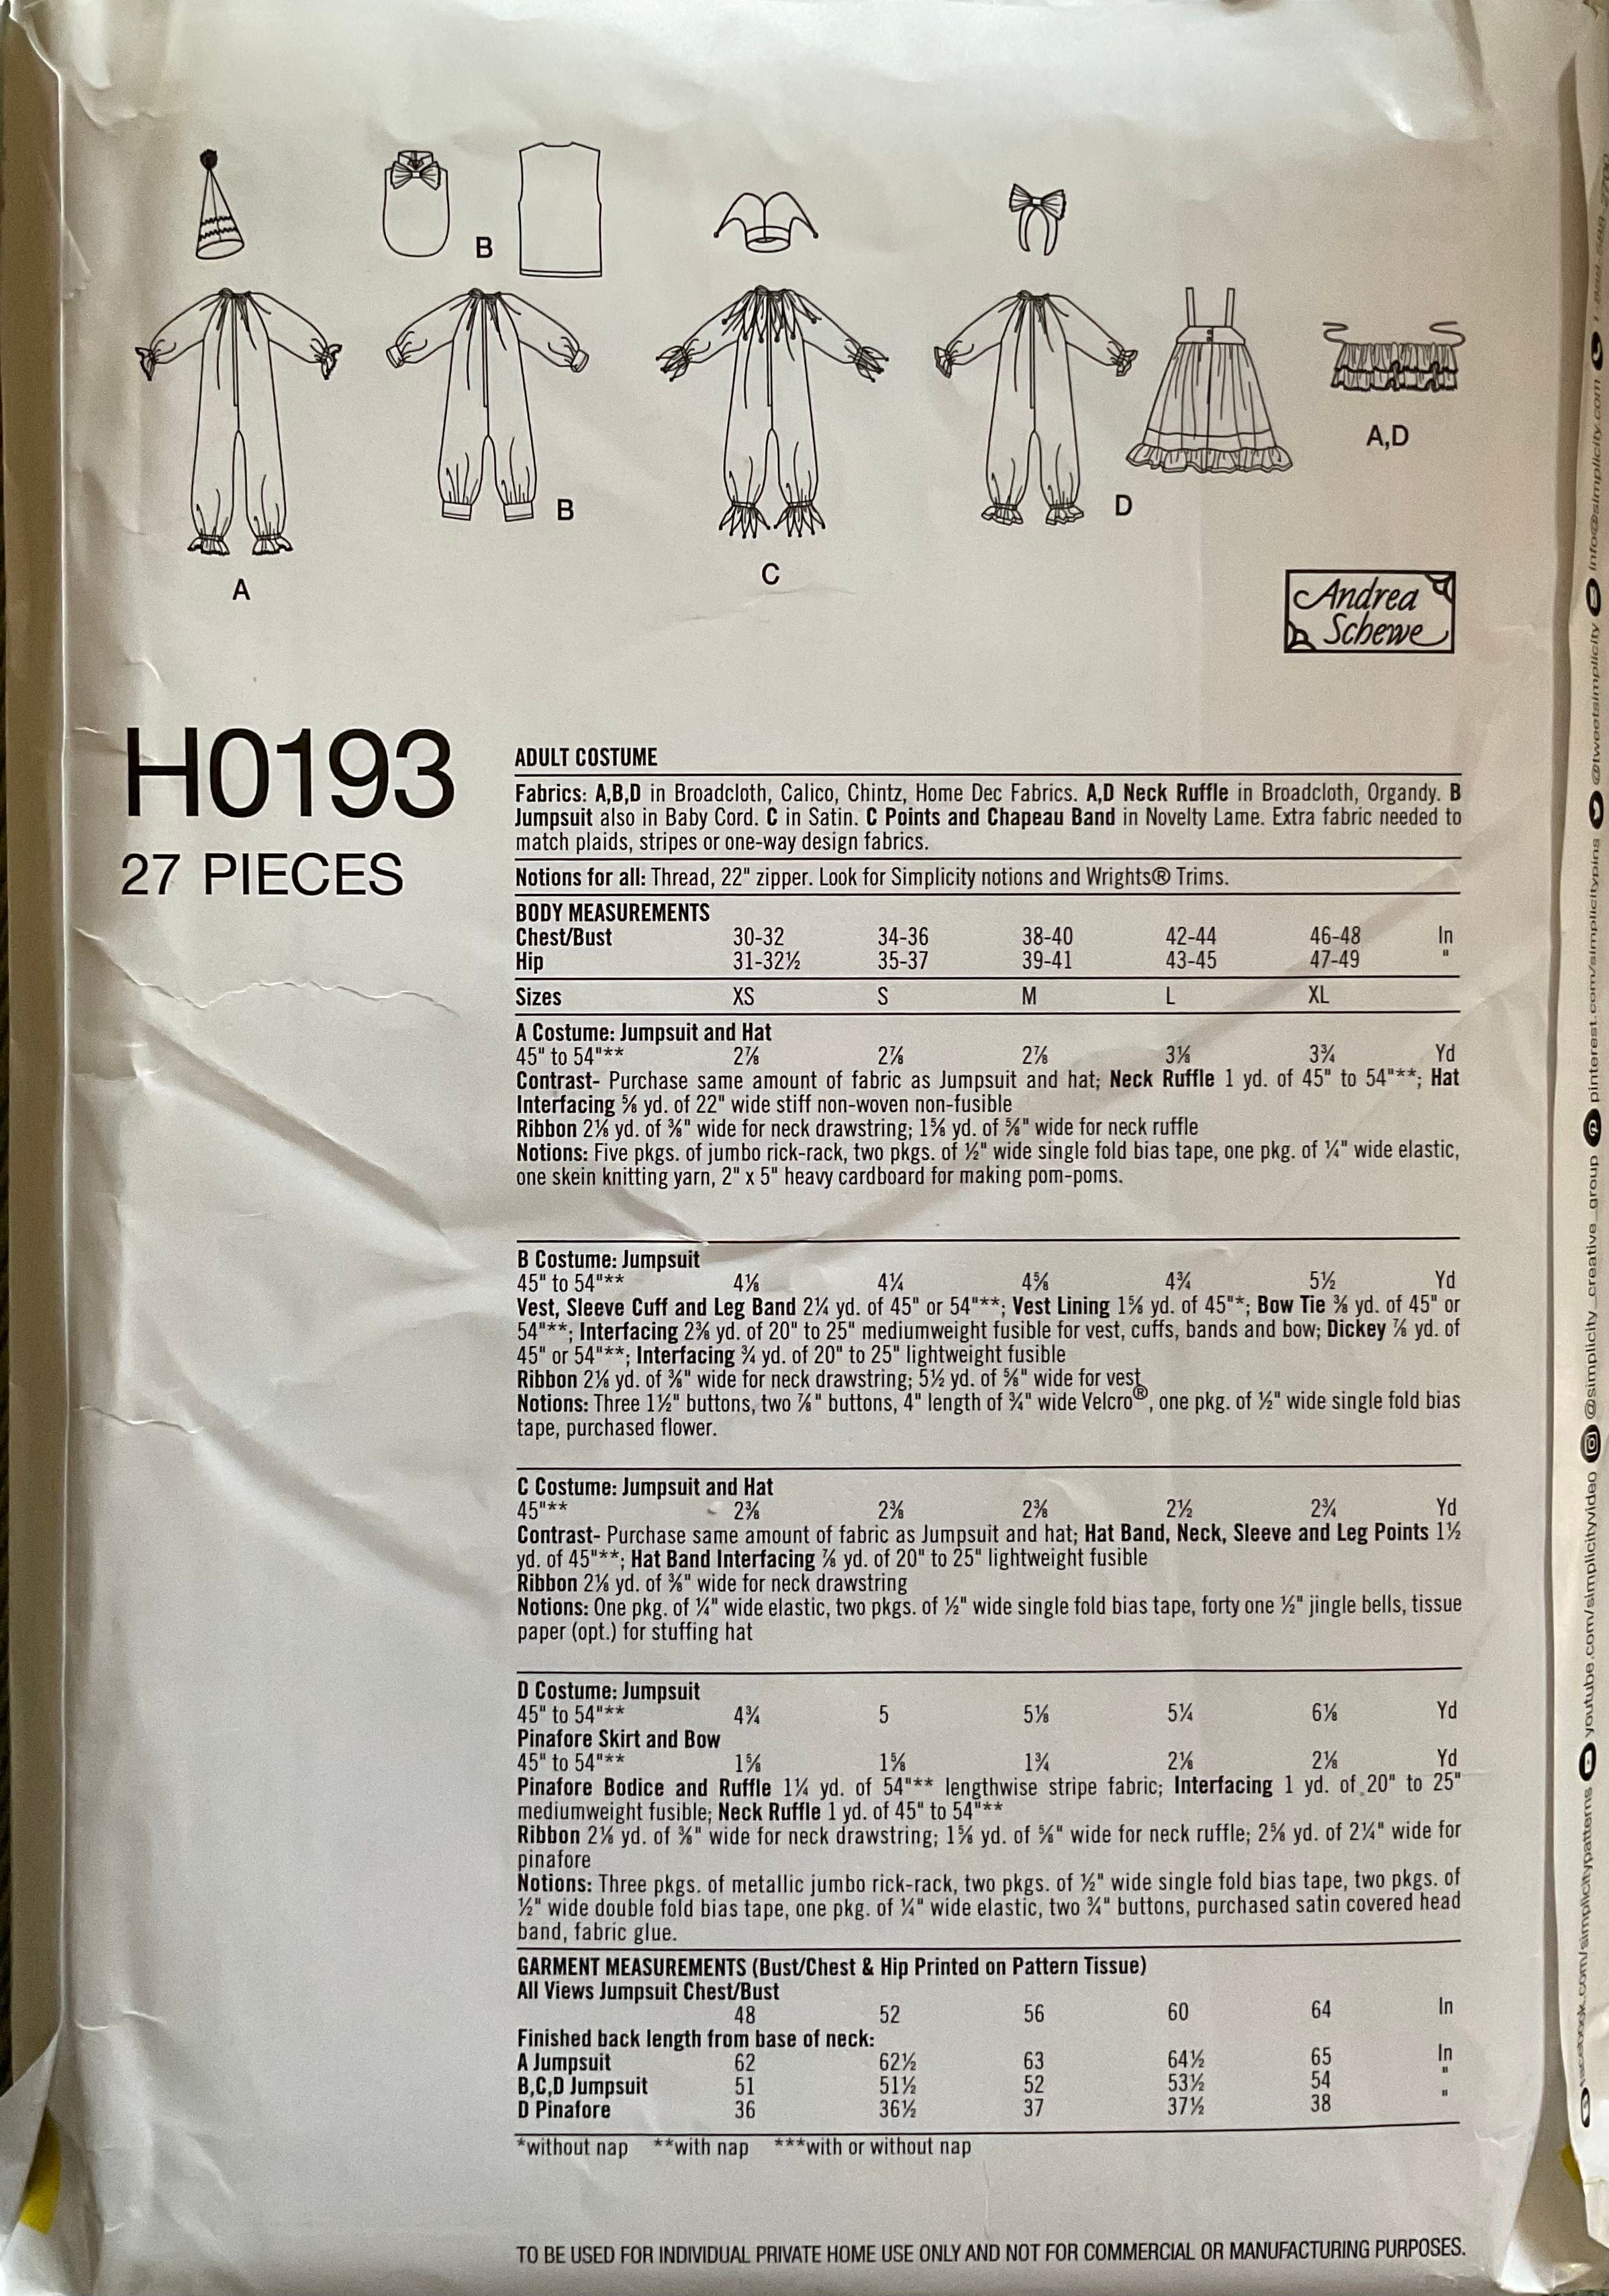 B
A,D
B
D
C
A
Andrea
Schewe
H0193
27 PIECES
ADULT COSTUME
Fabrics: A,B,D in Broadcloth, Calico, Chintz, Home Dec Fabrics. A,D Neck Ruffle in Broadcloth, Organdy. B
Jumpsuit also in Baby Cord. C in Satin. C Points and Chapeau Band in Novelty Lame. Extra fabric needed to
match plaids, stripes or one-way design fabrics.
Notions for all: Thread, 22" zipper. Look for Simplicity notions and Wrights® Trims.
BODY MEASUREMENTS
Chest/Bust 30-32 34-36 38-40 42-44 46-48 In
Hip 31-32½ 35-37 39-41 43-45 47-49 "
Sizes XS S M L XL
A Costume: Jumpsuit and Hat
45" to 54"** 2⅞ 2⅞ 2⅞ 3⅛ 3¾ Yd
Contrast- Purchase same amount of fabric as Jumpsuit and hat; Neck Ruffle 1 yd. of 45" to 54"**; Hat
Interfacing ⅝ yd. of 22" wide stiff non-woven non-fusible
Ribbon 2⅛ yd. of ⅜" wide for neck drawstring; 1⅝ yd. of ⅝" wide for neck ruffle
Notions: Five pkgs. of jumbo rick-rack, two pkgs. of ½" wide single fold bias tape, one pkg. of ¼" wide elastic,
one skein knitting yarn, 2" x 5" heavy cardboard for making pom-poms.
B Costume: Jumpsuit
45" to 54"** 4⅛ 4¼ 4⅝ 4¾ 5½ Yd
Vest, Sleeve Cuff and Leg Band 2¼ yd. of 45" or 54"**; Vest Lining 1⅝ yd. of 45"*; Bow Tie ⅜ yd. of 45" or
54"**; Interfacing 2⅜ yd. of 20" to 25" mediumweight fusible for vest, cuffs, bands and bow; Dickey ⅞ yd. of
45" or 54"**; Interfacing ¾ yd. of 20" to 25" lightweight fusible
Ribbon 2⅛ yd. of ⅜" wide for neck drawstring; 5½ yd. of ⅝" wide for vest
Notions: Three 1½" buttons, two ⅞" buttons, 4" length of ¾" wide Velcro®, one pkg. of ½" wide single fold bias
tape, purchased flower.
C Costume: Jumpsuit and Hat
45"** 2⅜ 2⅜ 2⅜ 2½ 2¾ Yd
Contrast- Purchase same amount of fabric as Jumpsuit and hat; Hat Band, Neck, Sleeve and Leg Points 1½
yd. of 45"**; Hat Band Interfacing ⅞ yd. of 20" to 25" lightweight fusible
Ribbon 2⅛ yd. of ⅜" wide for neck drawstring
Notions: One pkg. of ¼" wide elastic, two pkgs. of ½" wide single fold bias tape, forty one ½" jingle bells, tissue
paper (opt.) for stuffing hat
D Costume: Jumpsuit
45" to 54"** 4¾ 5 5⅛ 5¼ 6⅛ Yd
Pinafore Skirt and Bow
45" to 54"** 1⅝ 1⅝ 1¾ 2⅛ 2⅛ Yd
Pinafore Bodice and Ruffle 1¼ yd. of 54"** lengthwise stripe fabric; Interfacing 1 yd. of 20" to 25"
mediumweight fusible; Neck Ruffle 1 yd. of 45" to 54"**
Ribbon 2⅛ yd. of ⅜" wide for neck drawstring; 1⅝ yd. of ⅝" wide for neck ruffle; 2⅝ yd. of 2¼" wide for
pinafore
Notions: Three pkgs. of metallic jumbo rick-rack, two pkgs. of ½" wide single fold bias tape, two pkgs. of
½" wide double fold bias tape, one pkg. of ¼" wide elastic, two ¾" buttons, purchased satin covered head
band, fabric glue.
GARMENT MEASUREMENTS (Bust/Chest & Hip Printed on Pattern Tissue)
All Views Jumpsuit Chest/Bust
48 52 56 60 64 In
Finished back length from base of neck:
A Jumpsuit 62 62½ 63 64½ 65 In
B,C,D Jumpsuit 51 51½ 52 53½ 54 "
D Pinafore 36 36½ 37 37½ 38 "
*without nap **with nap ***with or without nap
TO BE USED FOR INDIVIDUAL PRIVATE HOME USE ONLY AND NOT FOR COMMERCIAL OR MANUFACTURING PURPOSES.
facebook.com/simplicitypatterns youtube.com/simplicityvideo @simplicity_creative_group pinterest.com/simplicitypins @tweetsimplicity info@simplicity.com